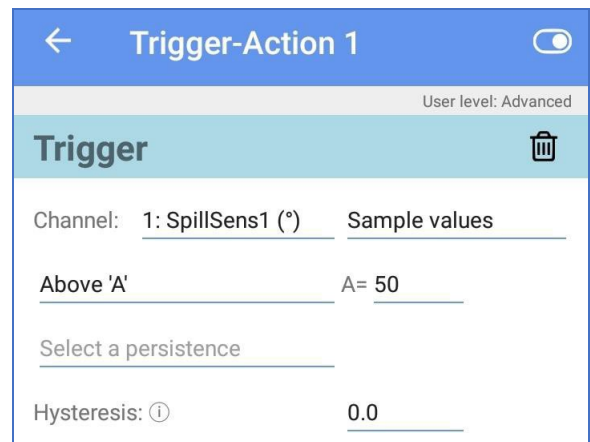 Trigger-Action 1
User level: Advanced
Trigger
Channel: 1: SpillSens1 (°) Sample values
Above 'A' A= 50
Select a persistence
Hysteresis: ⓘ 0.0